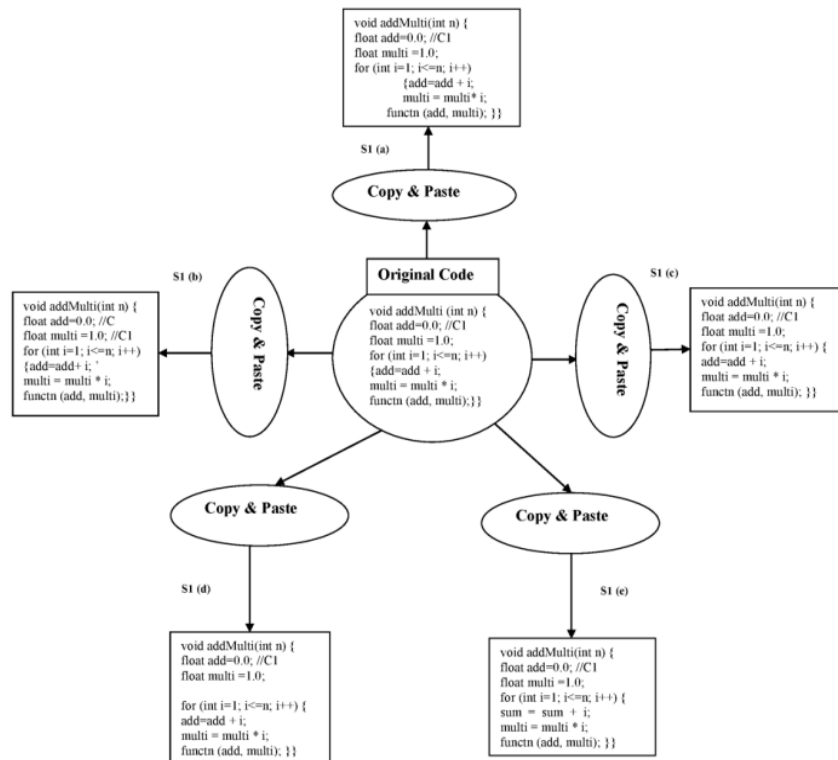 void addMulti(int n) {
float add=0.0; //C1
float multi =1.0;
for (int i=1; i<=n; i++)
{add=add + i;
multi = multi* i;
functn (add, multi); }}
S1 (a)
Copy & Paste
Original Code
void addMulti (int n) {
float add=0.0; //C1
float multi =1.0;
for (int i=1; i<=n; i++)
{add=add + i;
multi = multi * i;
functn (add, multi);}}
S1 (b)
Copy & Paste
void addMulti(int n) {
float add=0.0; //C
float multi =1.0; //C1
for (int i=1; i<=n; i++)
{add=add+ i; '
multi = multi * i;
functn (add, multi);}}
S1 (c)
Copy & Paste
void addMulti(int n) {
float add=0.0; //C1
float multi =1.0;
for (int i=1; i<=n; i++) {
add=add + i;
multi = multi * i;
functn (add, multi); }}
Copy & Paste
S1 (d)
void addMulti(int n) {
float add=0.0; //C1
float multi =1.0;
for (int i=1; i<=n; i++) {
add=add + i;
multi = multi * i;
functn (add, multi); }}
Copy & Paste
S1 (e)
void addMulti(int n) {
float add=0.0; //C1
float multi =1.0;
for (int i=1; i<=n; i++) {
sum = sum + i;
multi = multi * i;
functn (add, multi); }}